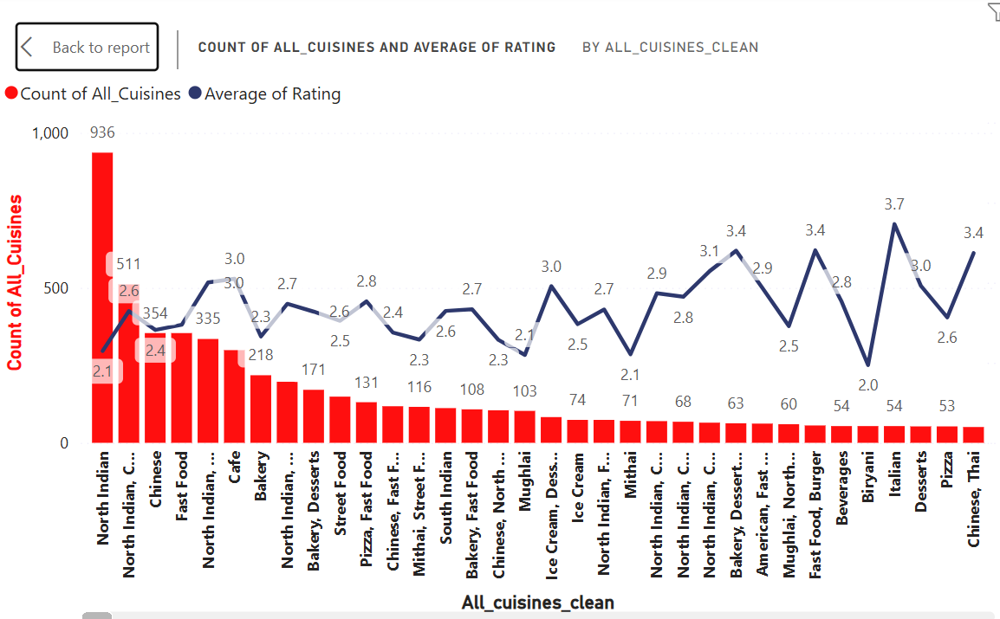 Back to report
COUNT OF ALL_CUISINES AND AVERAGE OF RATING BY ALL_CUISINES_CLEAN
Count of All_Cuisines Average of Rating
Count of All_Cuisines
1,000
500
0
936
511
354
335
218
171
131
116
108
103
74
71
68
63
60
54
54
53
2.1
2.6
2.4
3.0
3.0
2.3
2.7
2.6
2.5
2.8
2.4
2.3
2.6
2.7
2.3
2.1
3.0
2.5
2.7
2.1
2.9
2.8
3.1
3.4
2.9
2.5
3.4
2.8
2.0
3.7
3.0
2.6
3.4
North Indian
North Indian, C...
Chinese
Fast Food
North Indian, ...
Cafe
Bakery
North Indian, ...
Bakery, Desserts
Street Food
Pizza, Fast Food
Chinese, Fast F...
Mithai, Street F...
South Indian
Bakery, Fast Food
Chinese, North ...
Mughlai
Ice Cream, Dess...
Ice Cream
North Indian, F...
Mithai
North Indian, C...
North Indian, C...
North Indian, C...
Bakery, Dessert...
American, Fast ...
Mughlai, North...
Fast Food, Burger
Beverages
Biryani
Italian
Desserts
Pizza
Chinese, Thai
All_cuisines_clean